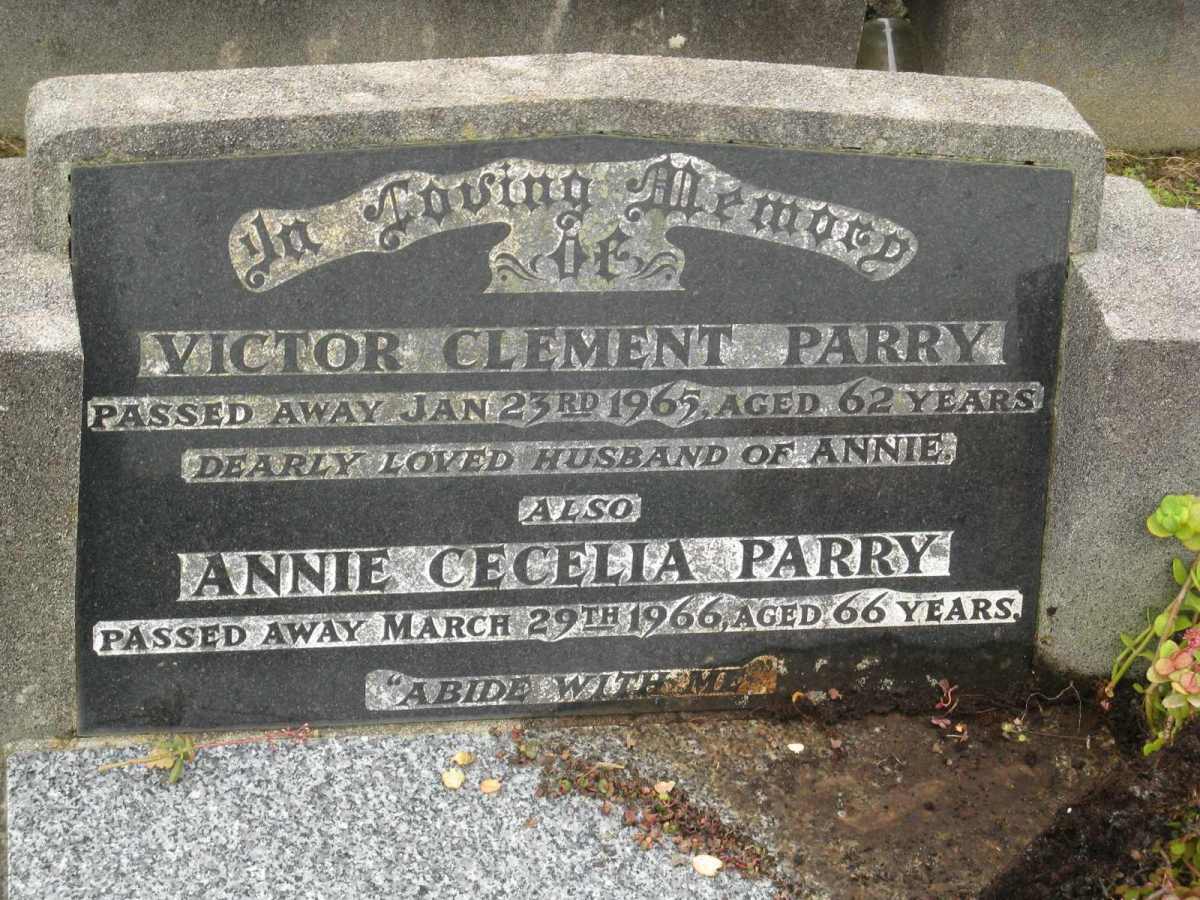 In Loving Memory
of
VICTOR CLEMENT PARRY
PASSED AWAY JAN 23RD 1965, AGED 62 YEARS
DEARLY LOVED HUSBAND OF ANNIE.
ALSO
ANNIE CECELIA PARRY
PASSED AWAY MARCH 29TH 1966, AGED 66 YEARS.
"ABIDE WITH ME"